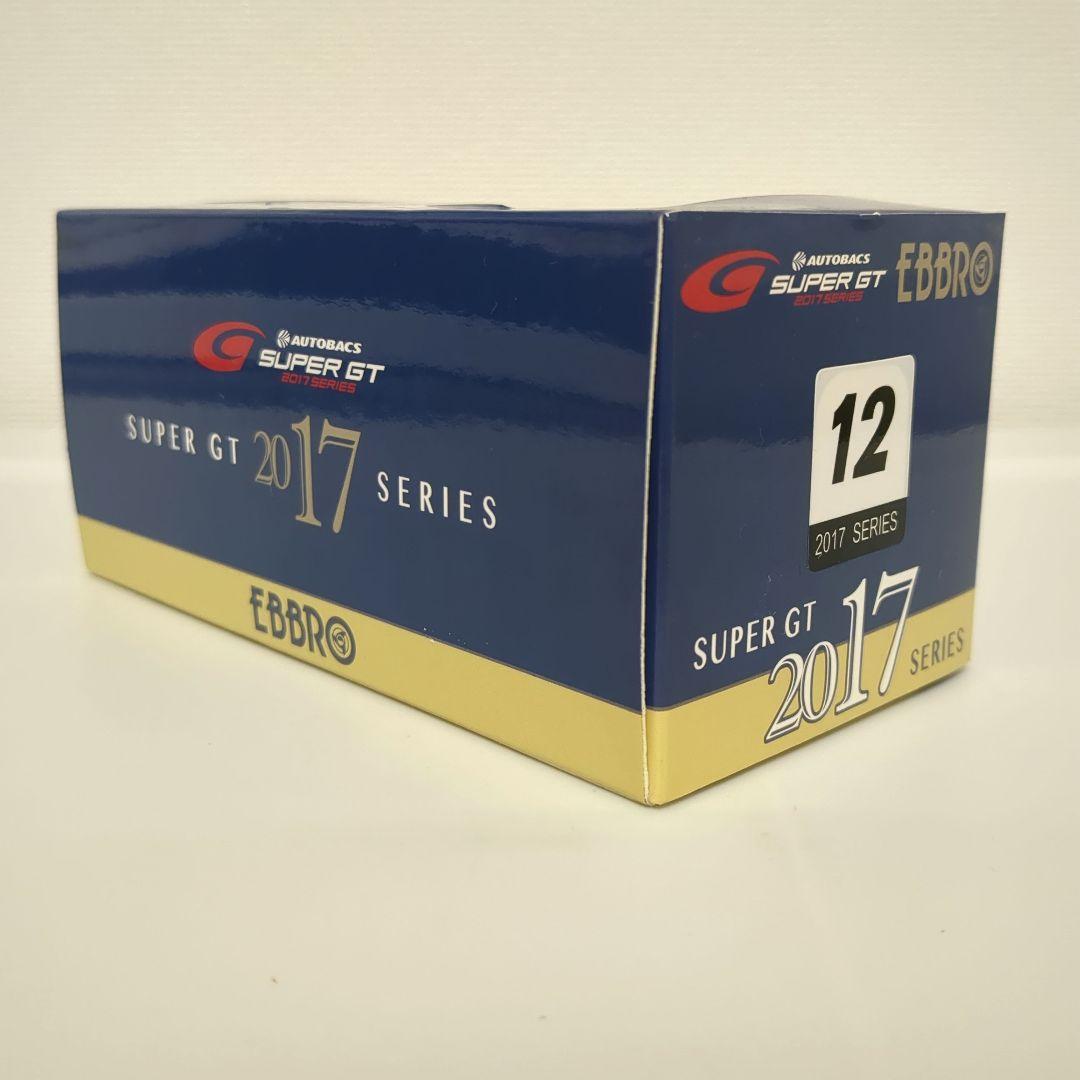 AUTOBACS
SUPER GT
2017 SERIES
SUPER GT 2017 SERIES
EBBRO
AUTOBACS
SUPER GT
2017 SERIES
EBBRO
12
2017 SERIES
SUPER GT 2017 SERIES